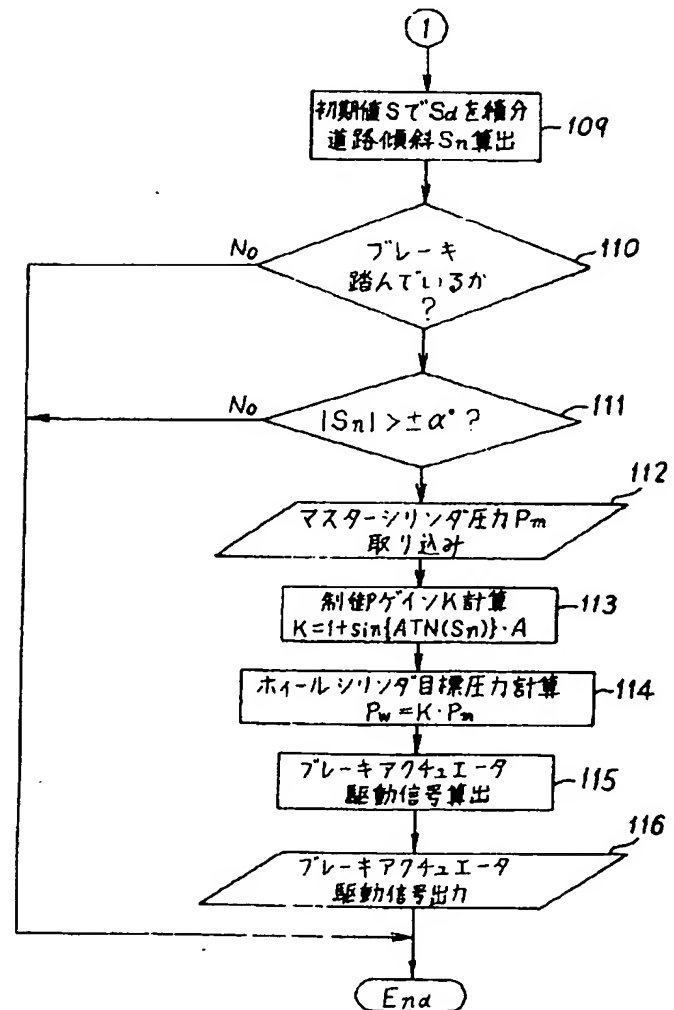 1
初期値SでSdを積分
道路傾斜Sn算出
109
No
ブレーキ
踏んでいるか
?
110
No
|Sn|>±α°?
111
112
マスターシリンダ圧力Pm
取り込み
制御PゲインK計算
K=1+sin{ATN(Sn)}・A
113
ホィールシリンダ目標圧力計算
Pw=K・Pm
114
ブレーキアクチュエータ
駆動信号算出
115
116
ブレーキアクチュエータ
駆動信号出力
End